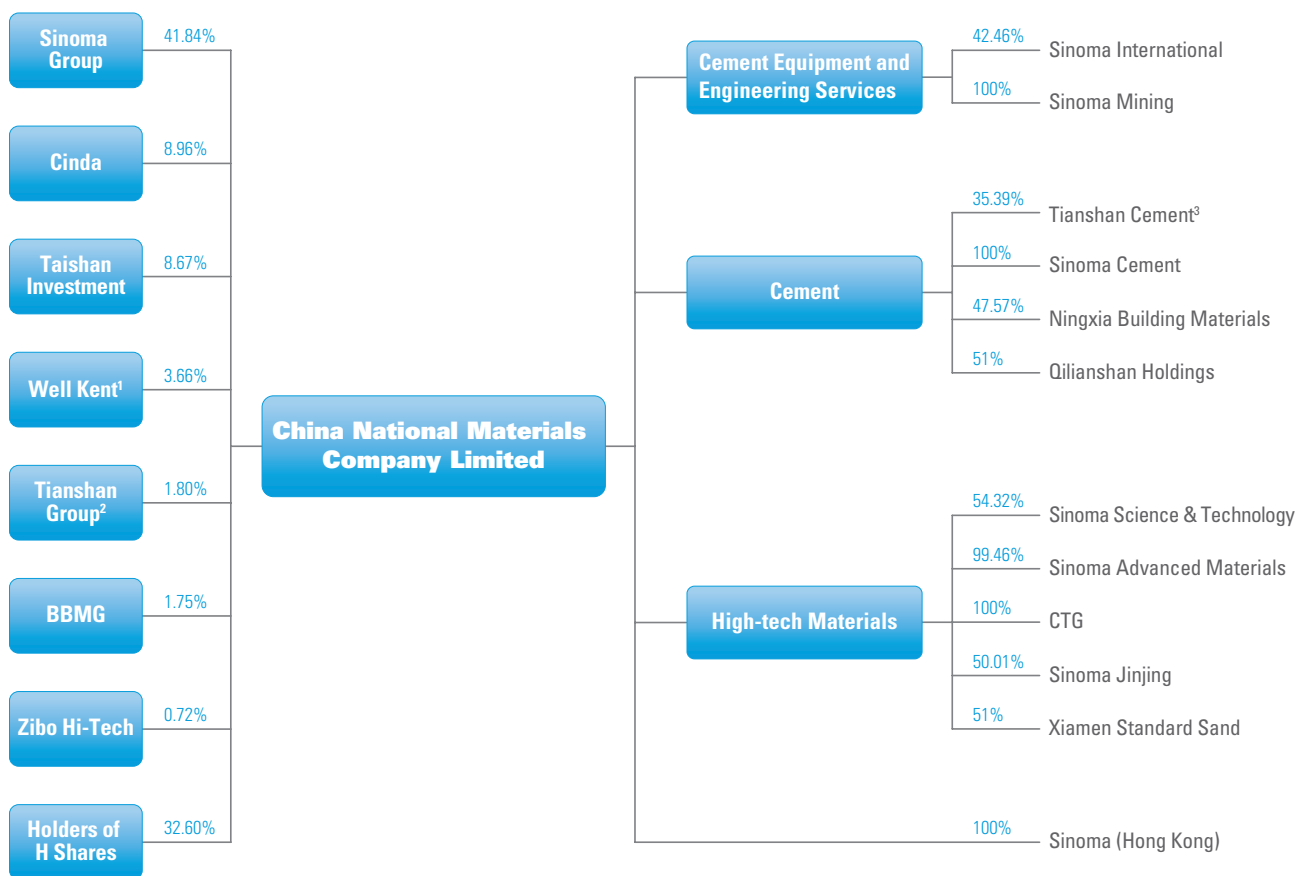 Sinoma
Group
41.84%
Cinda
8.96%
Taishan
Investment
8.67%
Well Kent¹
3.66%
Tianshan
Group²
1.80%
BBMG
1.75%
Zibo Hi-Tech
0.72%
Holders of
H Shares
32.60%
China National Materials
Company Limited
Cement Equipment and
Engineering Services
42.46%
Sinoma International
100%
Sinoma Mining
Cement
35.39%
Tianshan Cement³
100%
Sinoma Cement
47.57%
Ningxia Building Materials
51%
Qilianshan Holdings
High-tech Materials
54.32%
Sinoma Science & Technology
99.46%
Sinoma Advanced Materials
100%
CTG
50.01%
Sinoma Jinjing
51%
Xiamen Standard Sand
100%
Sinoma (Hong Kong)